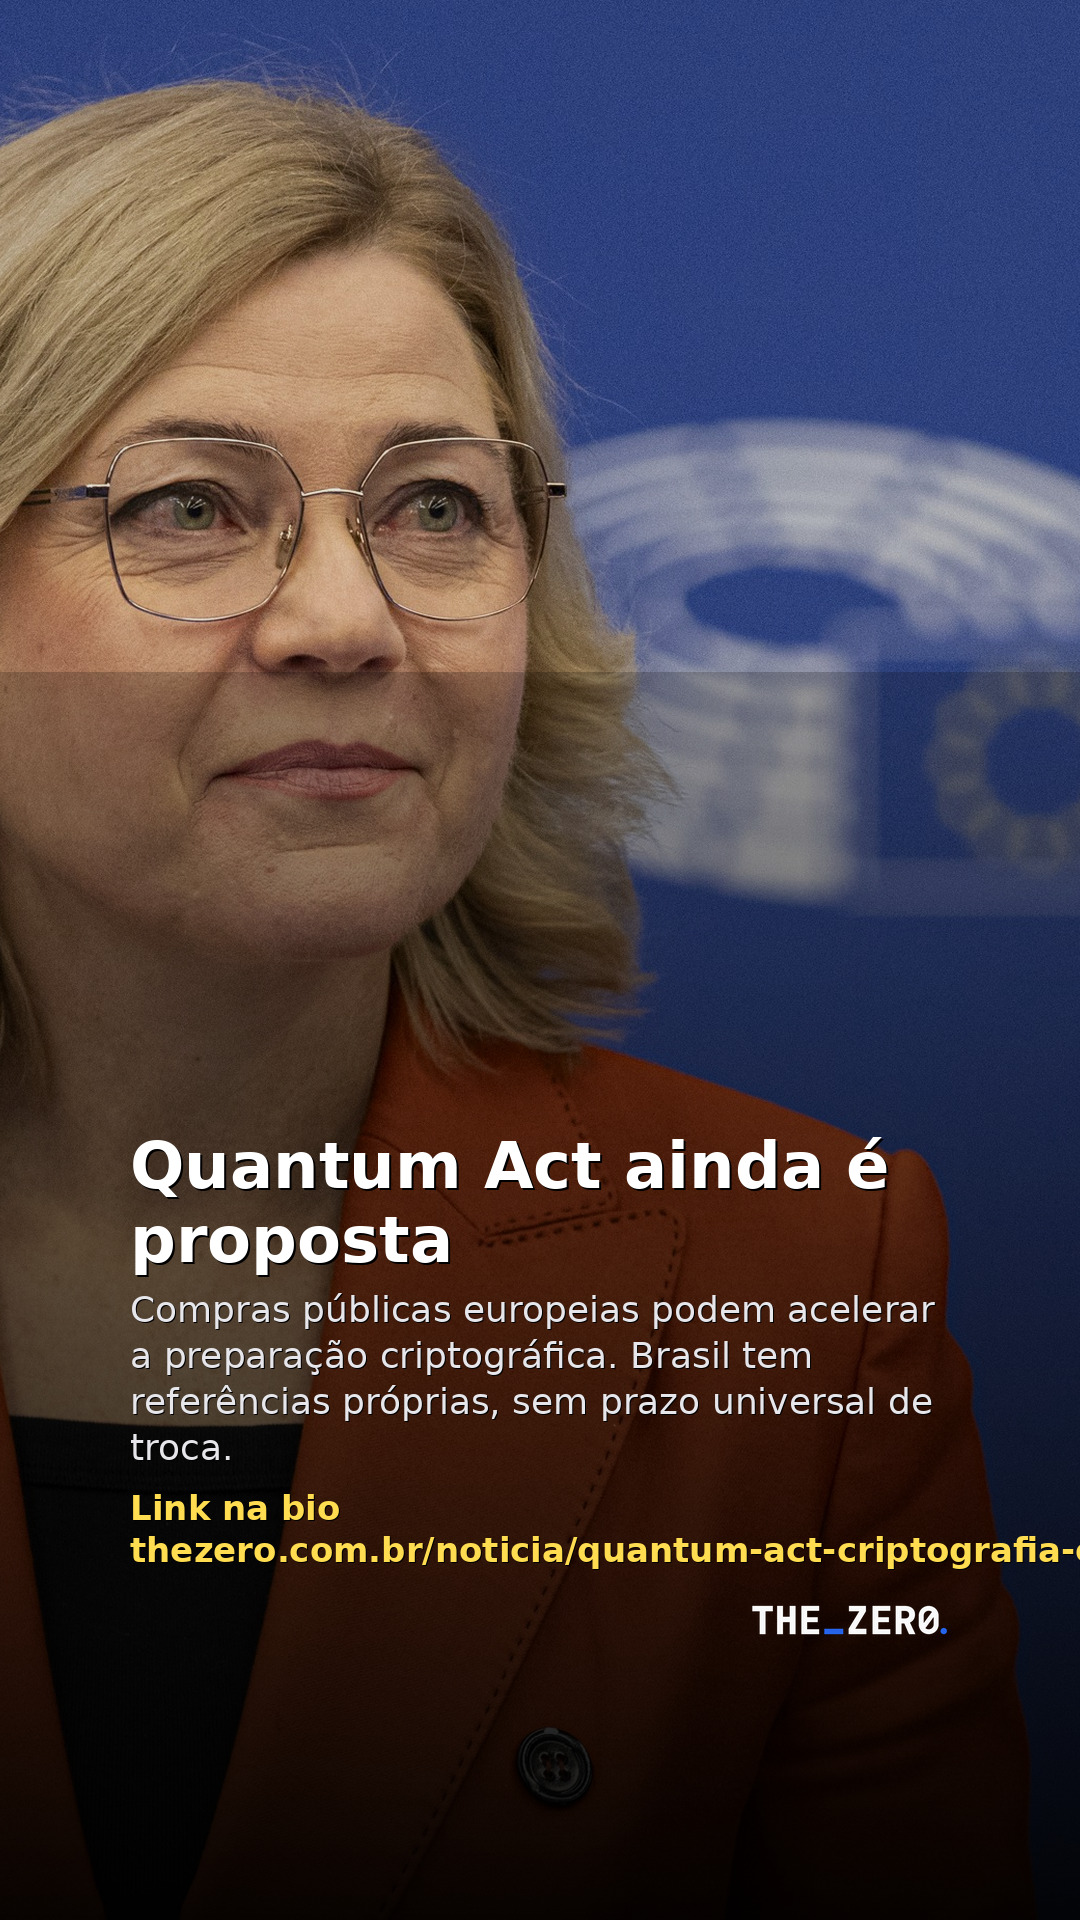 Quantum Act ainda é
proposta
Compras públicas europeias podem acelerar
a preparação criptográfica. Brasil tem
referências próprias, sem prazo universal de
troca.
Link na bio
thezero.com.br/noticia/quantum-act-criptografia-
THE_ZERO.